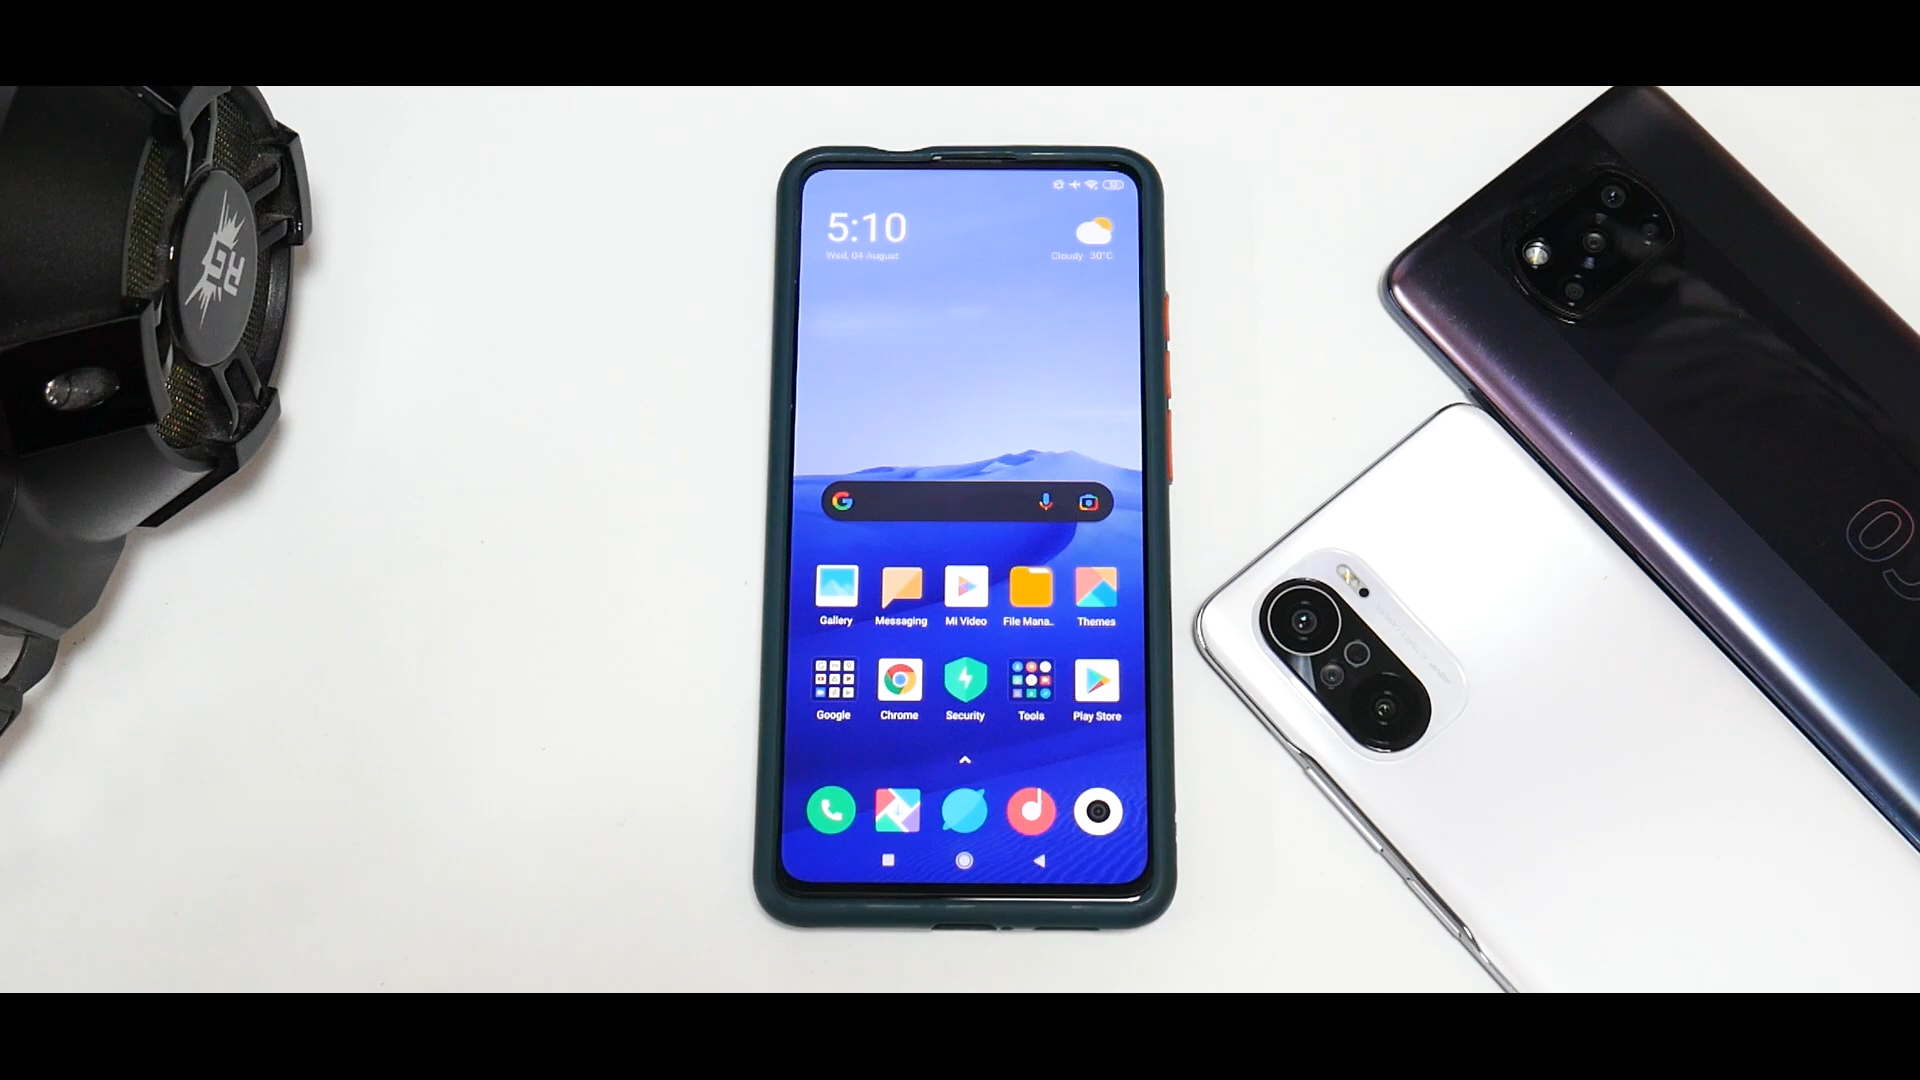 5:10
Wed, 04 August
Cloudy 30°C
Gallery
Messaging
Mi Video
File Mana..
Themes
Google
Chrome
Security
Tools
Play Store